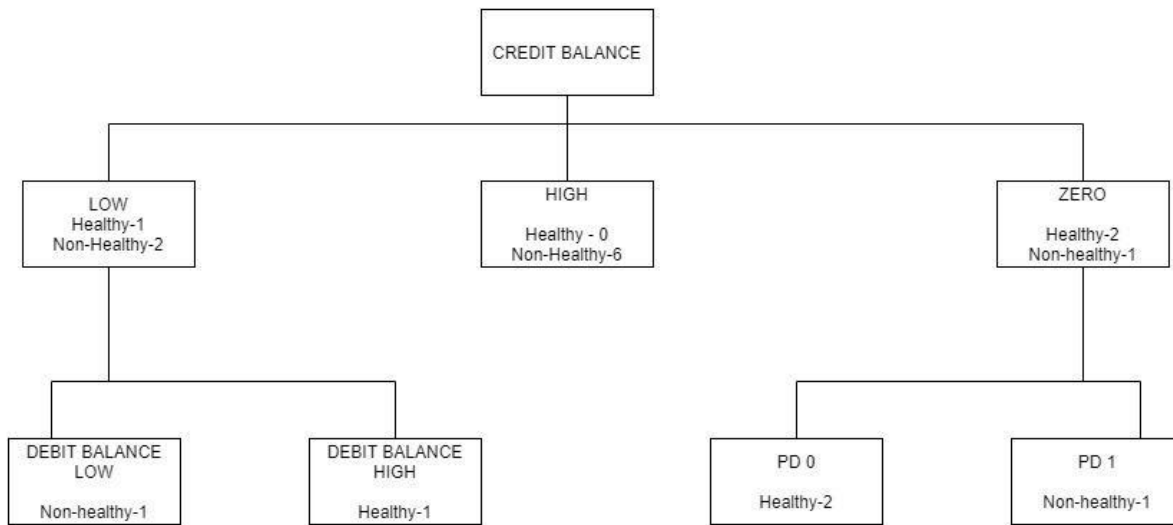 CREDIT BALANCE
LOW
Healthy-1
Non-Healthy-2
HIGH
Healthy - 0
Non-Healthy-6
ZERO
Healthy-2
Non-healthy-1
DEBIT BALANCE
LOW
Non-healthy-1
DEBIT BALANCE
HIGH
Healthy-1
PD 0
Healthy-2
PD 1
Non-healthy-1